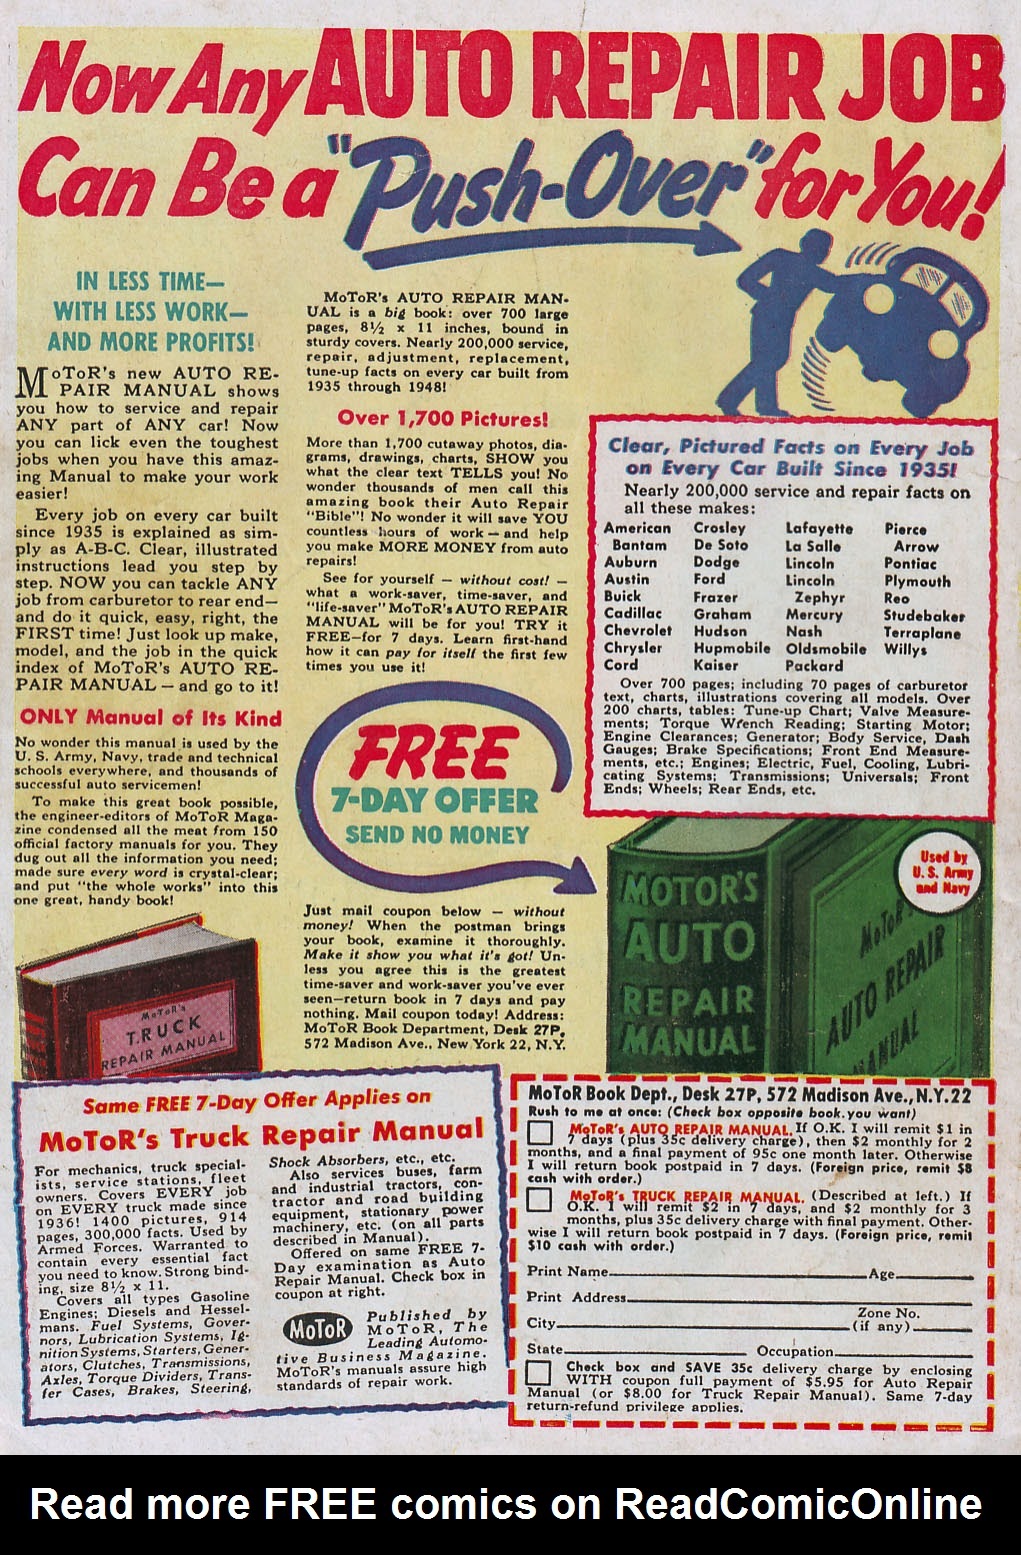 Now Any AUTO REPAIR JOB
Can Be a "Push-Over" for You!
IN LESS TIME—
WITH LESS WORK—
AND MORE PROFITS!
MoToR's new AUTO RE-
PAIR MANUAL shows
you how to service and repair
ANY part of ANY car! Now
you can lick even the toughest
jobs when you have this amaz-
ing Manual to make your work
easier!
Every job on every car built
since 1935 is explained as sim-
ply as A-B-C. Clear, illustrated
instructions lead you step by
step. NOW you can tackle ANY
job from carburetor to rear end—
and do it quick, easy, right, the
FIRST time! Just look up make,
model, and the job in the quick
index of MoToR's AUTO RE-
PAIR MANUAL — and go to it!
ONLY Manual of Its Kind
No wonder this manual is used by the
U. S. Army, Navy, trade and technical
schools everywhere, and thousands of
successful auto servicemen!
To make this great book possible,
the engineer-editors of MoToR Maga-
zine condensed all the meat from 150
official factory manuals for you. They
dug out all the information you need;
made sure every word is crystal-clear;
and put "the whole works" into this
one great, handy book!
MoToR's
TRUCK
REPAIR MANUAL
MoToR's AUTO REPAIR MAN-
UAL is a big book: over 700 large
pages, 8½ x 11 inches, bound in
sturdy covers. Nearly 200,000 service,
repair, adjustment, replacement,
tune-up facts on every car built from
1935 through 1948!
Over 1,700 Pictures!
More than 1,700 cutaway photos, dia-
grams, drawings, charts, SHOW you
what the clear text TELLS you! No
wonder thousands of men call this
amazing book their Auto Repair
"Bible"! No wonder it will save YOU
countless hours of work — and help
you make MORE MONEY from auto
repairs!
See for yourself — without cost! —
what a work-saver, time-saver, and
"life-saver" MoToR's AUTO REPAIR
MANUAL will be for you! TRY it
FREE—for 7 days. Learn first-hand
how it can pay for itself the first few
times you use it!
FREE
7-DAY OFFER
SEND NO MONEY
Just mail coupon below — without
money! When the postman brings
your book, examine it thoroughly.
Make it show you what it's got! Un-
less you agree this is the greatest
time-saver and work-saver you've ever
seen—return book in 7 days and pay
nothing. Mail coupon today! Address:
MoToR Book Department, Desk 27P,
572 Madison Ave., New York 22, N.Y.
Clear, Pictured Facts on Every Job
on Every Car Built Since 1935!
Nearly 200,000 service and repair facts on
all these makes:
American Crosley Lafayette Pierce
Bantam De Soto La Salle Arrow
Auburn Dodge Lincoln Pontiac
Austin Ford Lincoln Plymouth
Buick Frazer Zephyr Reo
Cadillac Graham Mercury Studebaker
Chevrolet Hudson Nash Terraplane
Chrysler Hupmobile Oldsmobile Willys
Cord Kaiser Packard
Over 700 pages; including 70 pages of carburetor
text, charts, illustrations covering all models. Over
200 charts, tables: Tune-up Chart; Valve Measure-
ments; Torque Wrench Reading; Starting Motor;
Engine Clearances; Generator; Body Service, Dash
Gauges; Brake Specifications; Front End Measure-
ments, etc.; Engines; Electric, Fuel, Cooling, Lubri-
cating Systems; Transmissions; Universals; Front
Ends; Wheels; Rear Ends, etc.
Used by
U. S. Army
and Navy
MOTOR'S
AUTO
REPAIR
MANUAL
MoToR's
AUTO REPAIR
MANUAL
Same FREE 7-Day Offer Applies on
MoToR's Truck Repair Manual
For mechanics, truck special-
ists, service stations, fleet
owners. Covers EVERY job
on EVERY truck made since
1936! 1400 pictures, 914
pages, 300,000 facts. Used by
Armed Forces. Warranted to
contain every essential fact
you need to know. Strong bind-
ing, size 8½ x 11.
Covers all types Gasoline
Engines; Diesels and Hessel-
mans. Fuel Systems, Gover-
nors, Lubrication Systems, Ig-
nition Systems, Starters, Gener-
ators, Clutches, Transmissions,
Axles, Torque Dividers, Trans-
fer Cases, Brakes, Steering,
Shock Absorbers, etc., etc.
Also services buses, farm
and industrial tractors, con-
tractor and road building
equipment, stationary power
machinery, etc. (on all parts
described in Manual).
Offered on same FREE 7-
Day examination as Auto
Repair Manual. Check box in
coupon at right.
MoToR
Published by
MoToR, The
Leading Automo-
tive Business Magazine.
MoToR's manuals assure high
standards of repair work.
MoToR Book Dept., Desk 27P, 572 Madison Ave., N.Y. 22
Rush to me at once: (Check box opposite book you want)
MoToR's AUTO REPAIR MANUAL. If O.K. I will remit $1 in
7 days (plus 35c delivery charge), then $2 monthly for 2
months, and a final payment of 95c one month later. Otherwise
I will return book postpaid in 7 days. (Foreign price, remit $8
cash with order.)
MoToR's TRUCK REPAIR MANUAL. (Described at left.) If
O.K. I will remit $2 in 7 days, and $2 monthly for 3
months, plus 35c delivery charge with final payment. Other-
wise I will return book postpaid in 7 days. (Foreign price, remit
$10 cash with order.)
Print Name Age
Print Address
Zone No.
City (if any)
State Occupation
Check box and SAVE 35c delivery charge by enclosing
WITH coupon full payment of $5.95 for Auto Repair
Manual (or $8.00 for Truck Repair Manual). Same 7-day
return-refund privilege applies.
Read more FREE comics on ReadComicOnline